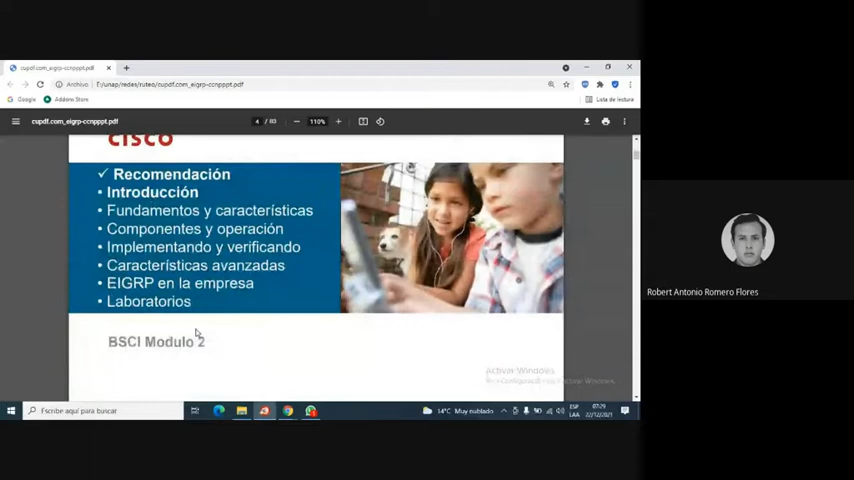 cupdf.com_eigrp-ccnpppt.pdf
Archivo | E:/unap/redes/ruteo/cupdf.com_eigrp-ccnpppt.pdf
Google
Addons Store
Lista de lectura
cupdf.com_eigrp-ccnpppt.pdf
4 / 83
110%
CISCO
✓ Recomendación
• Introducción
• Fundamentos y características
• Componentes y operación
• Implementando y verificando
• Características avanzadas
• EIGRP en la empresa
• Laboratorios
BSCI Modulo 2
Activar Windows
Activar Windows.
Robert Antonio Romero Flores
Escribe aquí para buscar
14°C Muy nublado
ESP
LAA
07:29
22/12/2021